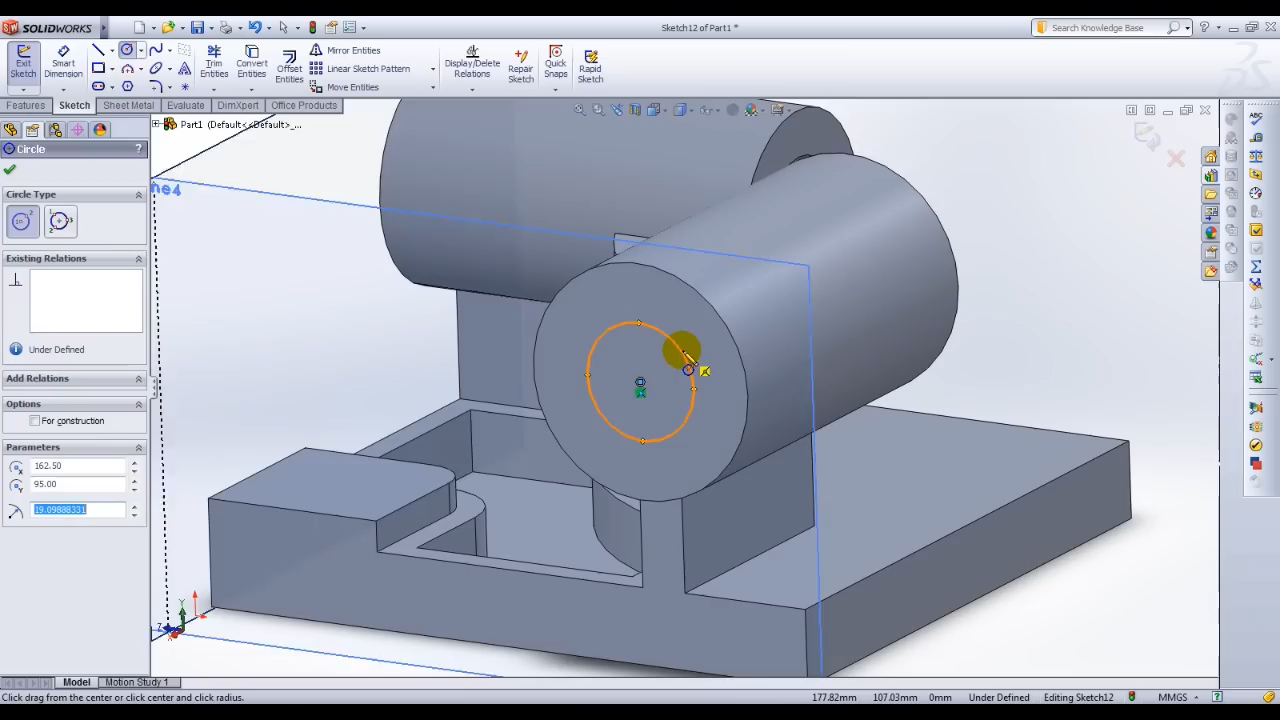 SOLIDWORKS
Sketch12 of Part1 *
Search Knowledge Base
Exit Sketch
Smart Dimension
Trim Entities
Convert Entities
Offset Entities
Mirror Entities
Linear Sketch Pattern
Move Entities
Display/Delete Relations
Repair Sketch
Quick Snaps
Rapid Sketch
Features
Sketch
Sheet Metal
Evaluate
DimXpert
Office Products
Part1 (Default<<Default>_...
Circle
?
Circle Type
ne4
Existing Relations
Under Defined
Add Relations
Options
For construction
Parameters
162.50
95.00
19.09888331
Y
Z
X
Model
Motion Study 1
Click drag from the center or click center and click radius.
177.82mm
107.03mm
0mm
Under Defined
Editing Sketch12
MMGS